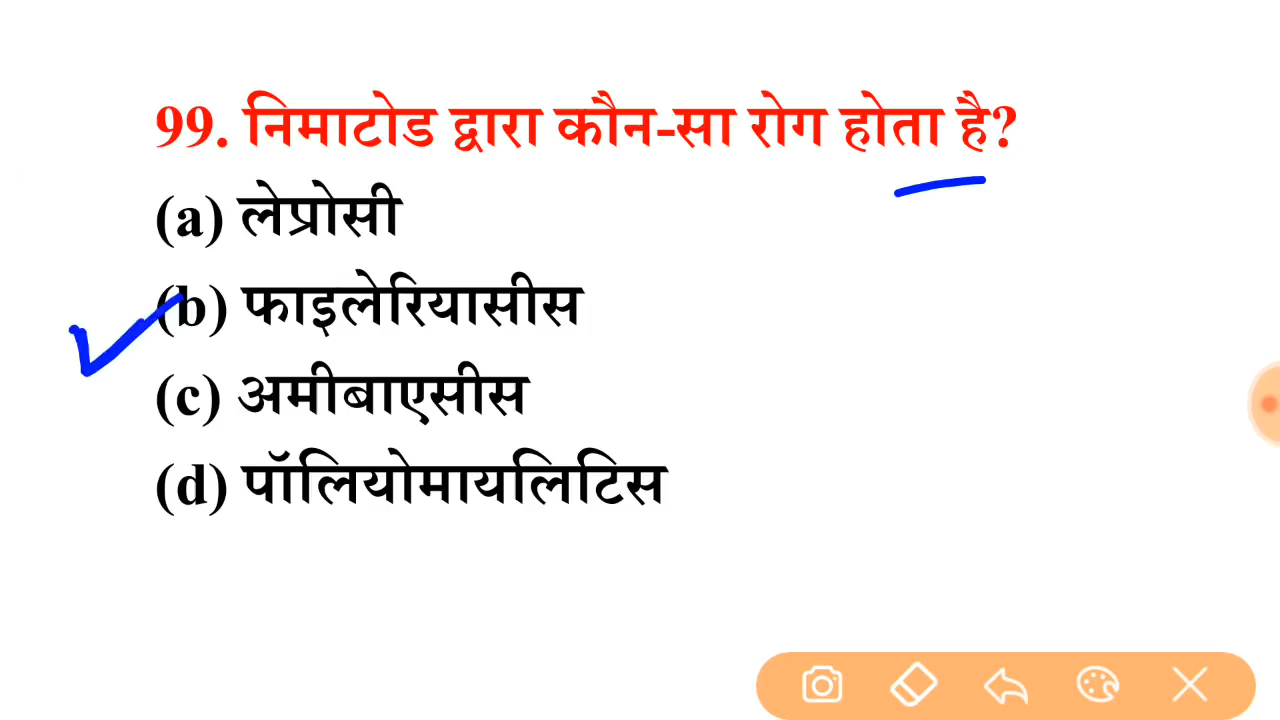 99. निमाटोड द्वारा कौन-सा रोग होता है?
(a) लेप्रोसी
(b) फाइलेरियासीस
(c) अमीबाएसीस
(d) पॉलियोमायलिटिस